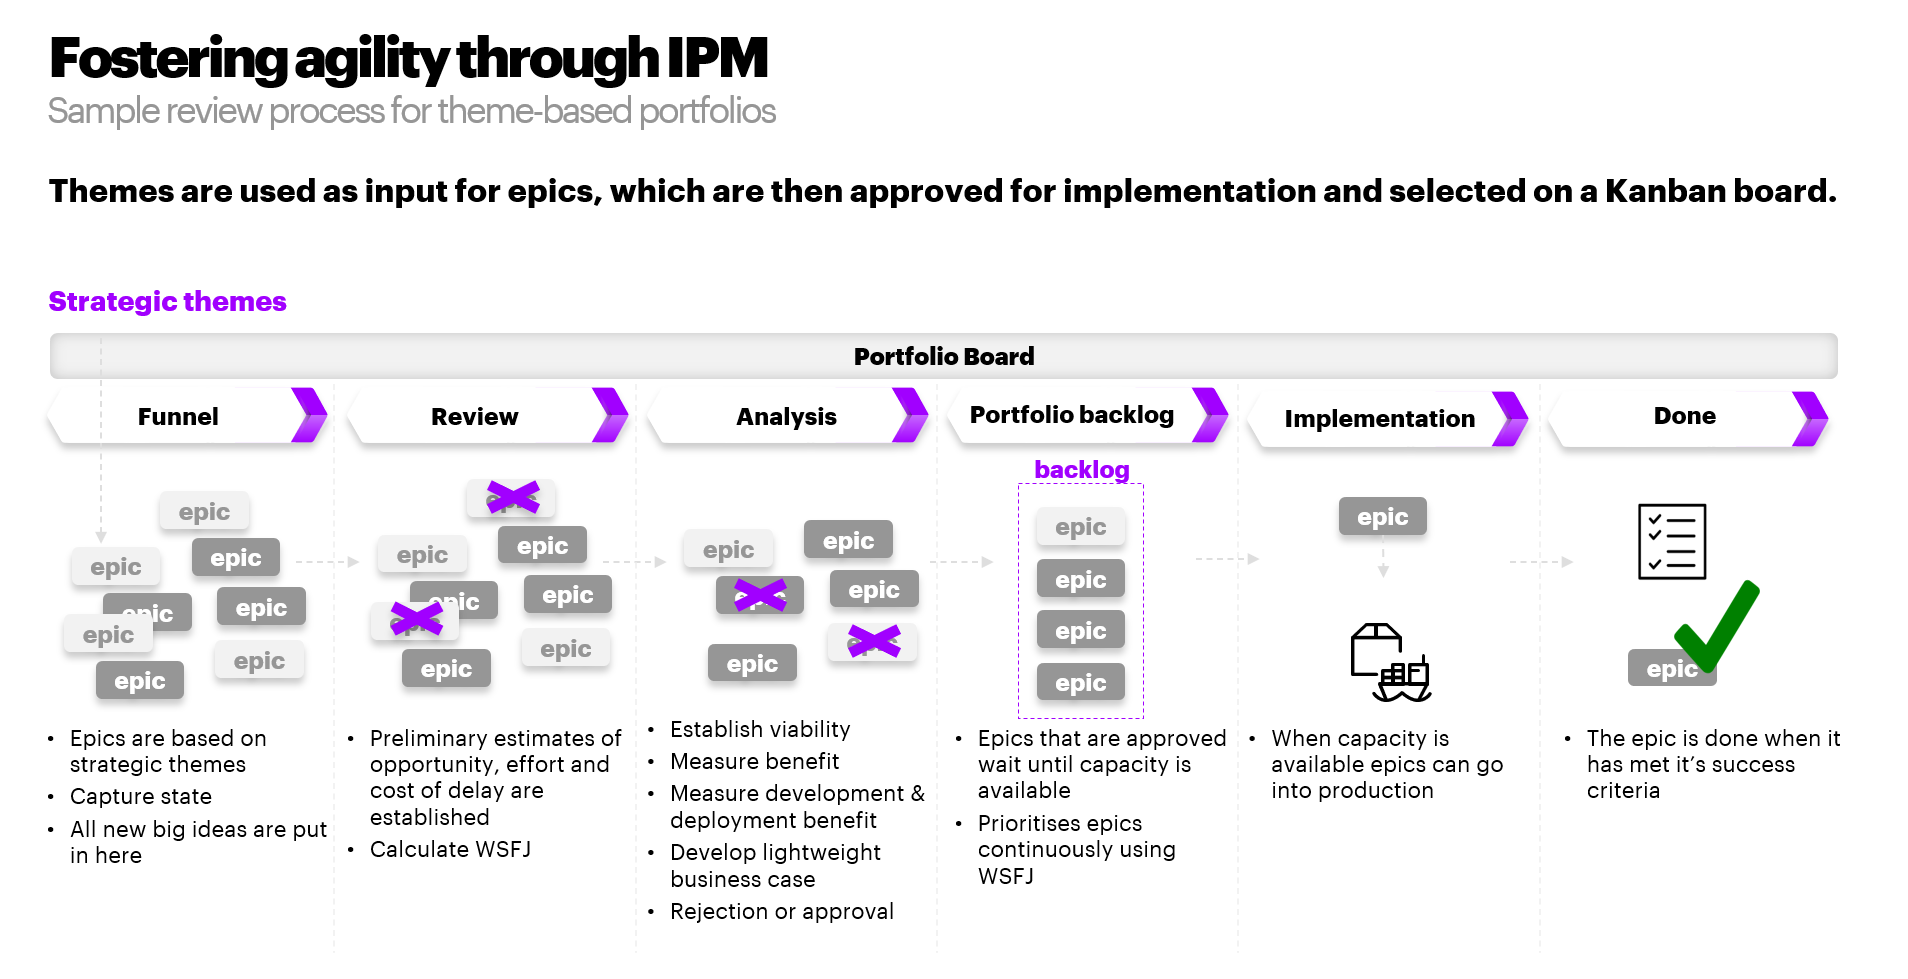 Fostering agility through IPM
Sample review process for theme-based portfolios
Themes are used as input for epics, which are then approved for implementation and selected on a Kanban board.
Strategic themes
Portfolio Board
Funnel
epic
epic
epic
epic
epic
epic
epic
epic
• Epics are based on
strategic themes
• Capture state
• All new big ideas are put
in here
Review
epic
epic
epic
epic
epic
epic
epic
epic
• Preliminary estimates of
opportunity, effort and
cost of delay are
established
• Calculate WSFJ
Analysis
epic
epic
epic
epic
epic
epic
• Establish viability
• Measure benefit
• Measure development &
deployment benefit
• Develop lightweight
business case
• Rejection or approval
Portfolio backlog
backlog
epic
epic
epic
epic
• Epics that are approved
wait until capacity is
available
• Prioritises epics
continuously using
WSFJ
Implementation
epic
• When capacity is
available epics can go
into production
Done
epic
• The epic is done when it
has met it’s success
criteria